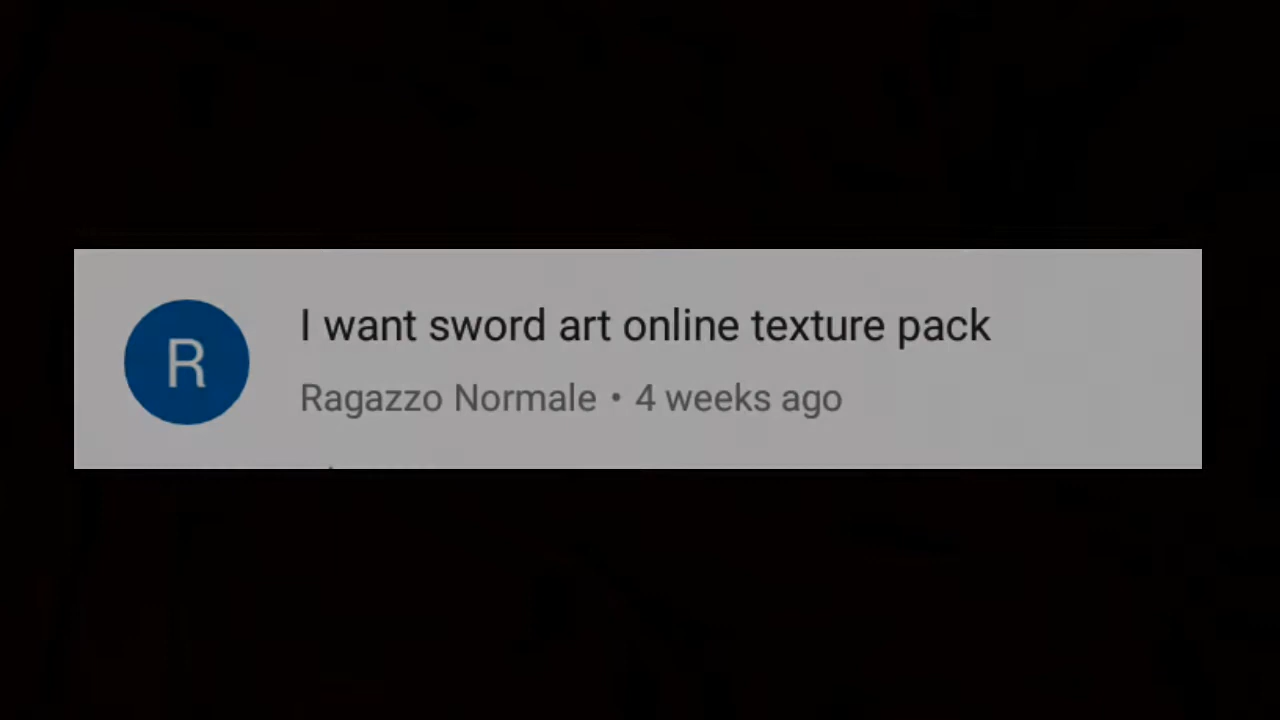 R
I want sword art online texture pack
Ragazzo Normale • 4 weeks ago